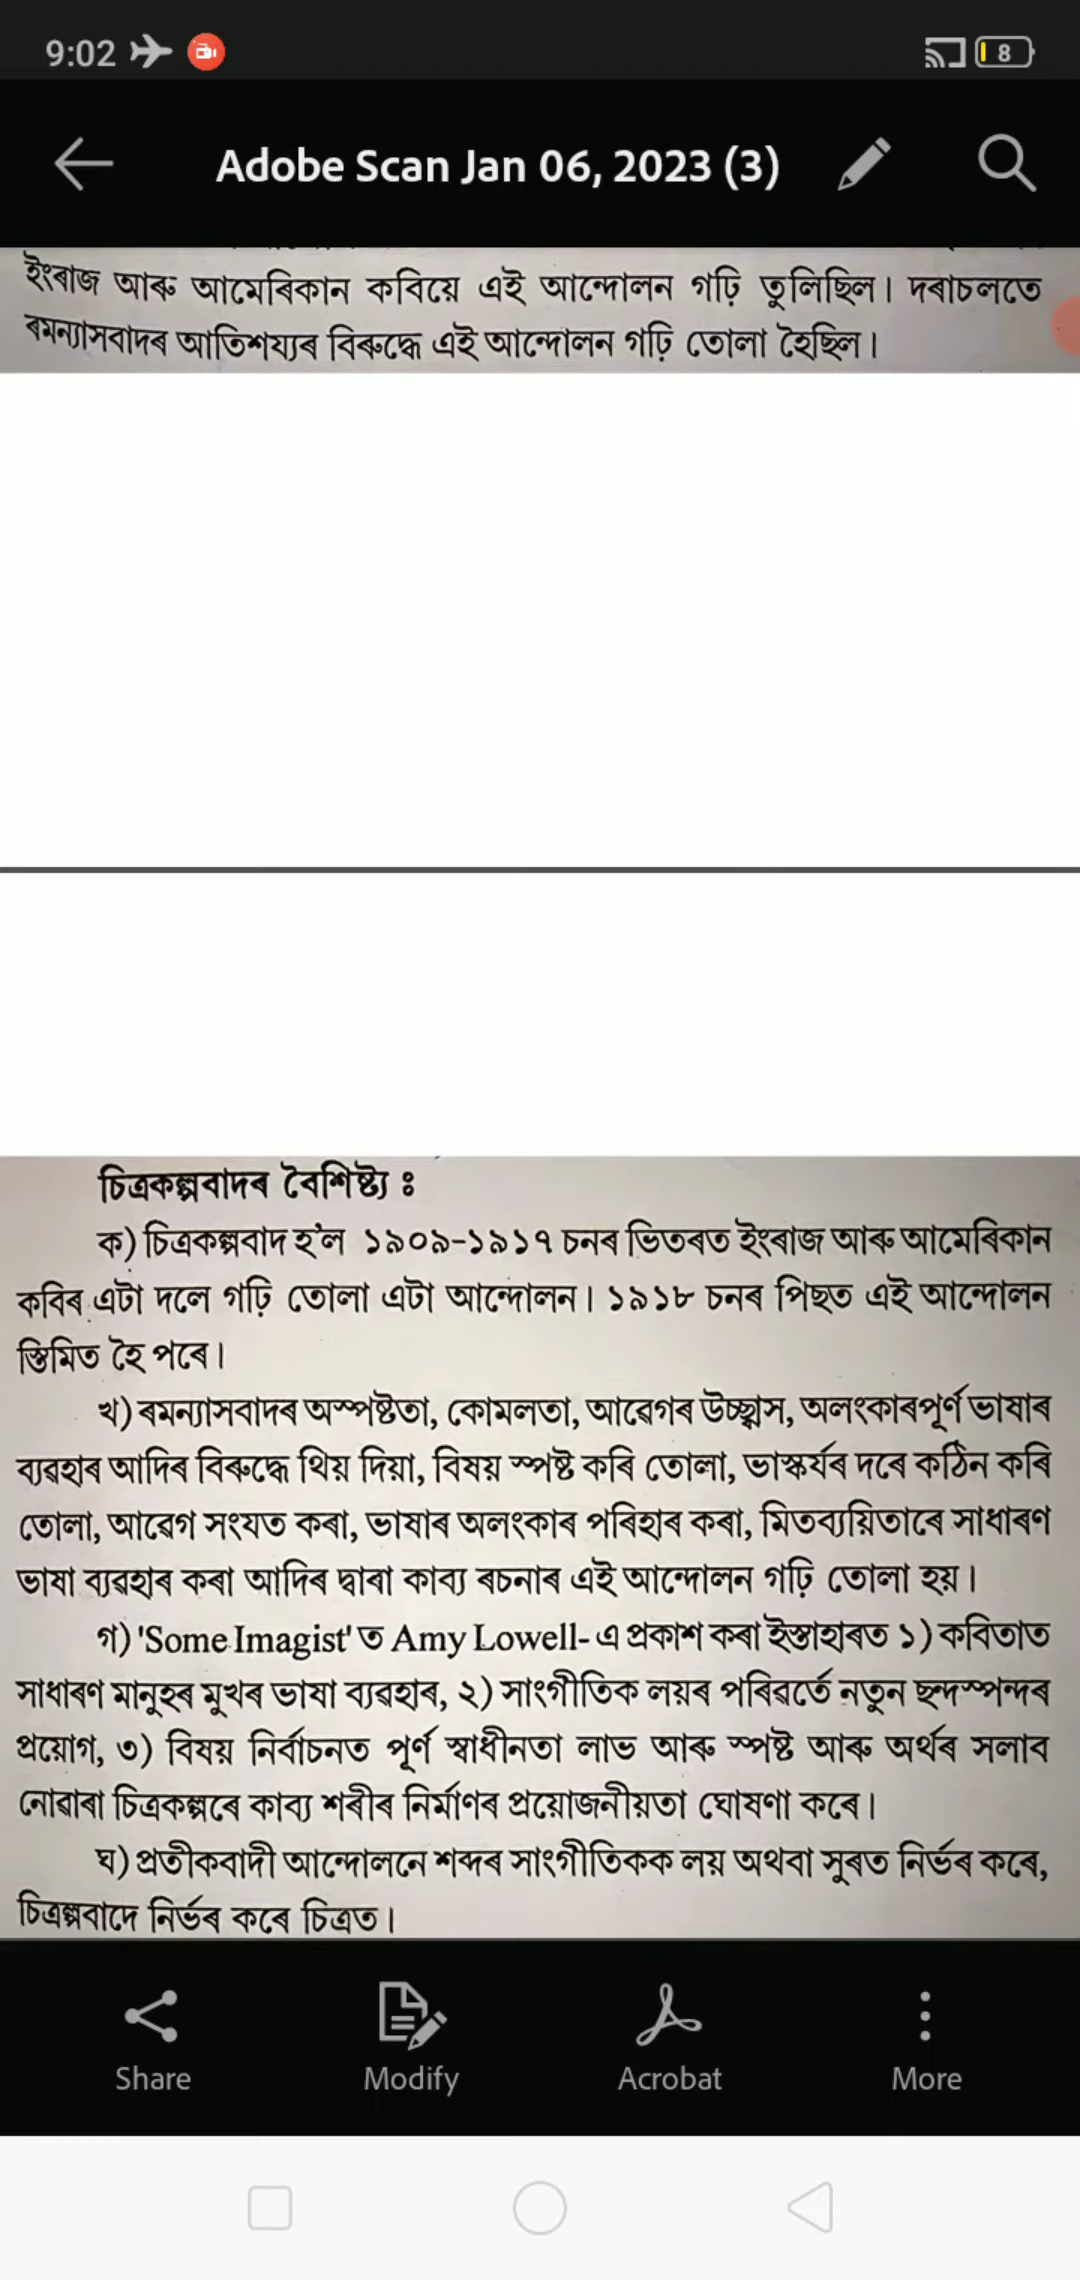 9:02
8
Adobe Scan Jan 06, 2023 (3)
ইংৰাজ আৰু আমেৰিকান কবিয়ে এই আন্দোলন গঢ়ি তুলিছিল। দৰাচলতে
ৰমন্যাসবাদৰ আতিশয্যৰ বিৰুদ্ধে এই আন্দোলন গঢ়ি তোলা হৈছিল।
চিত্ৰকল্পবাদৰ বৈশিষ্ট্য ঃ
ক) চিত্ৰকল্পবাদ হ'ল ১৯০৯-১৯১৭ চনৰ ভিতৰত ইংৰাজ আৰু আমেৰিকান
কবিৰ এটা দলে গঢ়ি তোলা এটা আন্দোলন। ১৯১৮ চনৰ পিছত এই আন্দোলন
স্তিমিত হৈ পৰে।
খ) ৰমন্যাসবাদৰ অস্পষ্টতা, কোমলতা, আৱেগৰ উচ্ছ্বাস, অলংকাৰপূৰ্ণ ভাষাৰ
ব্যৱহাৰ আদিৰ বিৰুদ্ধে থিয় দিয়া, বিষয় স্পষ্ট কৰি তোলা, ভাস্কৰ্যৰ দৰে কঠিন কৰি
তোলা, আৱেগ সংযত কৰা, ভাষাৰ অলংকাৰ পৰিহাৰ কৰা, মিতব্যয়িতাৰে সাধাৰণ
ভাষা ব্যৱহাৰ কৰা আদিৰ দ্বাৰা কাব্য ৰচনাৰ এই আন্দোলন গঢ়ি তোলা হয়।
গ) 'Some Imagist' ত Amy Lowell- এ প্ৰকাশ কৰা ইস্তাহাৰত ১) কবিতাত
সাধাৰণ মানুহৰ মুখৰ ভাষা ব্যৱহাৰ, ২) সাংগীতিক লয়ৰ পৰিৱৰ্তে নতুন ছন্দস্পন্দৰ
প্ৰয়োগ, ৩) বিষয় নিৰ্বাচনত পূৰ্ণ স্বাধীনতা লাভ আৰু স্পষ্ট আৰু অৰ্থৰ সলাব
নোৱাৰা চিত্ৰকল্পৰে কাব্য শৰীৰ নিৰ্মাণৰ প্ৰয়োজনীয়তা ঘোষণা কৰে।
ঘ) প্ৰতীকবাদী আন্দোলনে শব্দৰ সাংগীতিকক লয় অথবা সুৰত নিৰ্ভৰ কৰে,
চিত্ৰল্পবাদে নিৰ্ভৰ কৰে চিত্ৰত।
Share
Modify
Acrobat
More